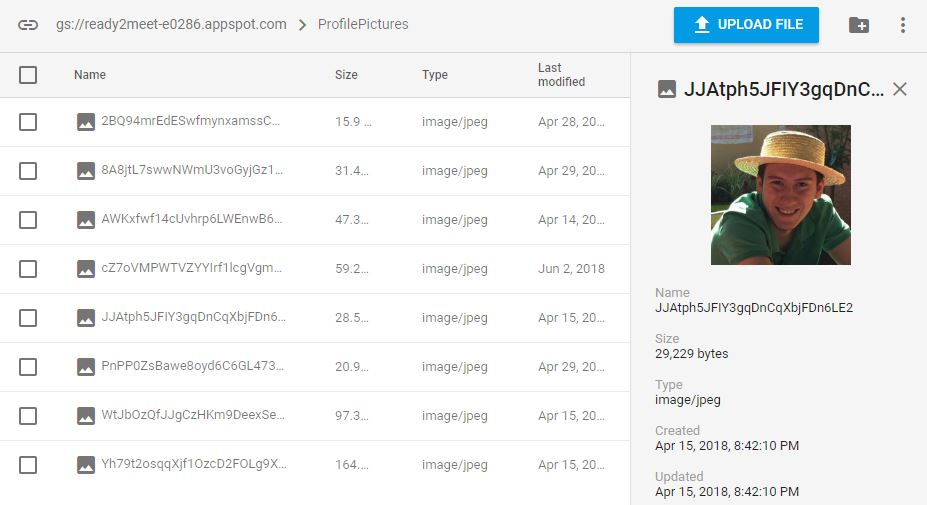 gs://ready2meet-e0286.appspot.com > ProfilePictures
UPLOAD FILE
Name Size Type Last modified
2BQ94mrEdESwfmynxamssC... 15.9 ... image/jpeg Apr 28, 20...
8A8jtL7swwNWmU3voGyjGz1... 31.4... image/jpeg Apr 29, 20...
AWKxfwf14cUvhrp6LWEnwB6... 47.3... image/jpeg Apr 14, 20...
cZ7oVMPWTVZYYIrf1lcgVgm... 59.2... image/jpeg Jun 2, 2018
JJAtph5JFIY3gqDnCqXbjFDn6... 28.5... image/jpeg Apr 15, 20...
PnPP0ZsBawe8oyd6C6GL473... 20.9... image/jpeg Apr 29, 20...
WtJbOzQfJJgCzHKm9DeexSe... 97.3... image/jpeg Apr 15, 20...
Yh79t2osqqXjf1OzcD2FOLg9X... 164.... image/jpeg Apr 15, 20...
JJAtph5JFIY3gqDnC...
Name
JJAtph5JFIY3gqDnCqXbjFDn6LE2
Size
29,229 bytes
Type
image/jpeg
Created
Apr 15, 2018, 8:42:10 PM
Updated
Apr 15, 2018, 8:42:10 PM